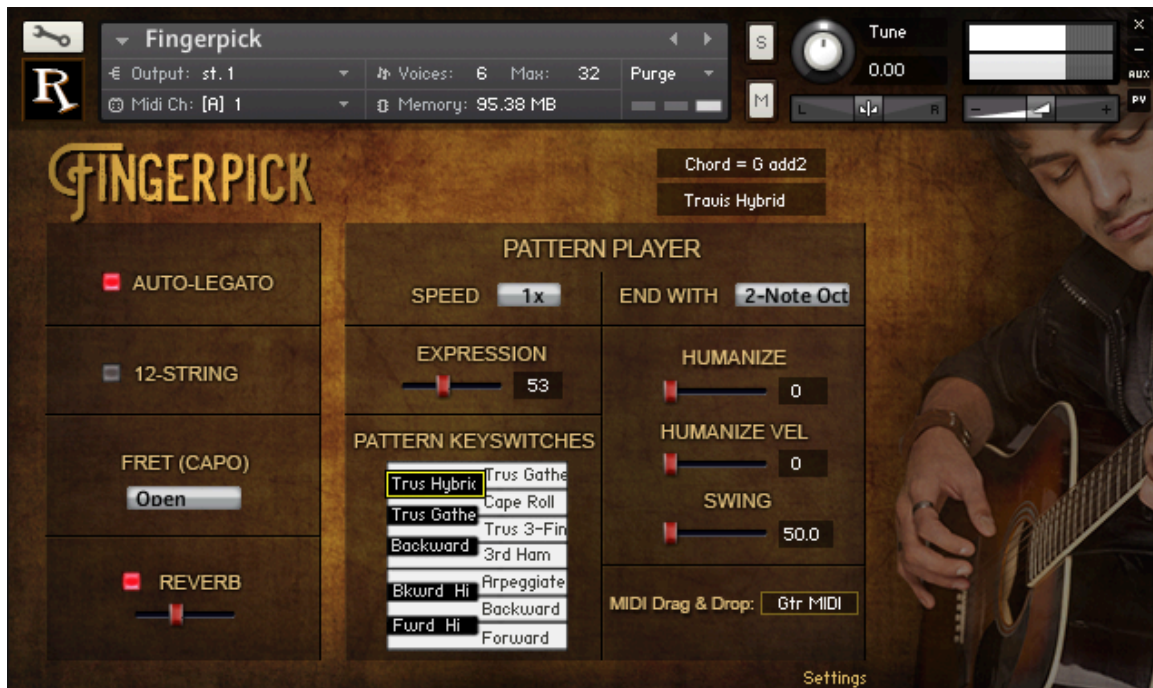 Fingerpick
S
Tune
x
-
Output: st.1
Voices: 6 Max: 32
Purge
0.00
AUX
Rx
Midi Ch: [A] 1
Memory: 95.38 MB
M
L R
- +
PV
FINGERPICK
Chord = G add2
Travis Hybrid
PATTERN PLAYER
AUTO-LEGATO
SPEED 1x
END WITH 2-Note Oct
EXPRESSION
53
HUMANIZE
0
12-STRING
PATTERN KEYSWITCHES
HUMANIZE VEL
0
FRET (CAPO)
Open
Trvs Hybric
Trvs Gathe
Trvs Gathe
Cape Roll
Trvs 3-Fin
Backward
3rd Ham
Arpeggiate
Bkwrd Hi
Backward
Fwrd Hi
Forward
SWING
50.0
REVERB
MIDI Drag & Drop: Gtr MIDI
Settings